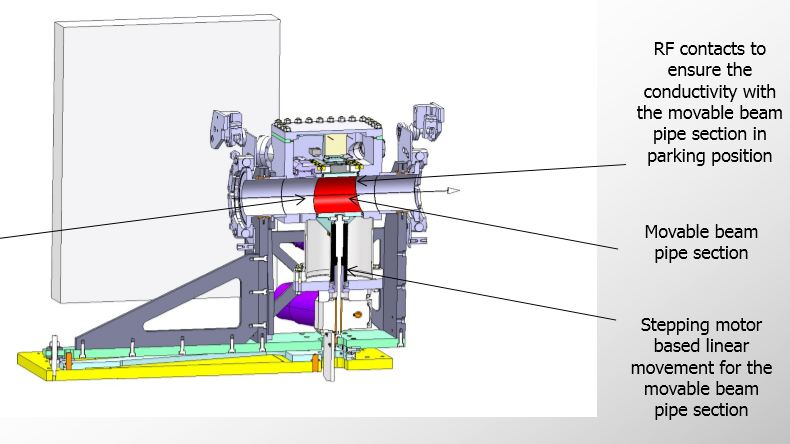 RF contacts to
ensure the
conductivity with
the movable beam
pipe section in
parking position
Movable beam
pipe section
Stepping motor
based linear
movement for the
movable beam
pipe section